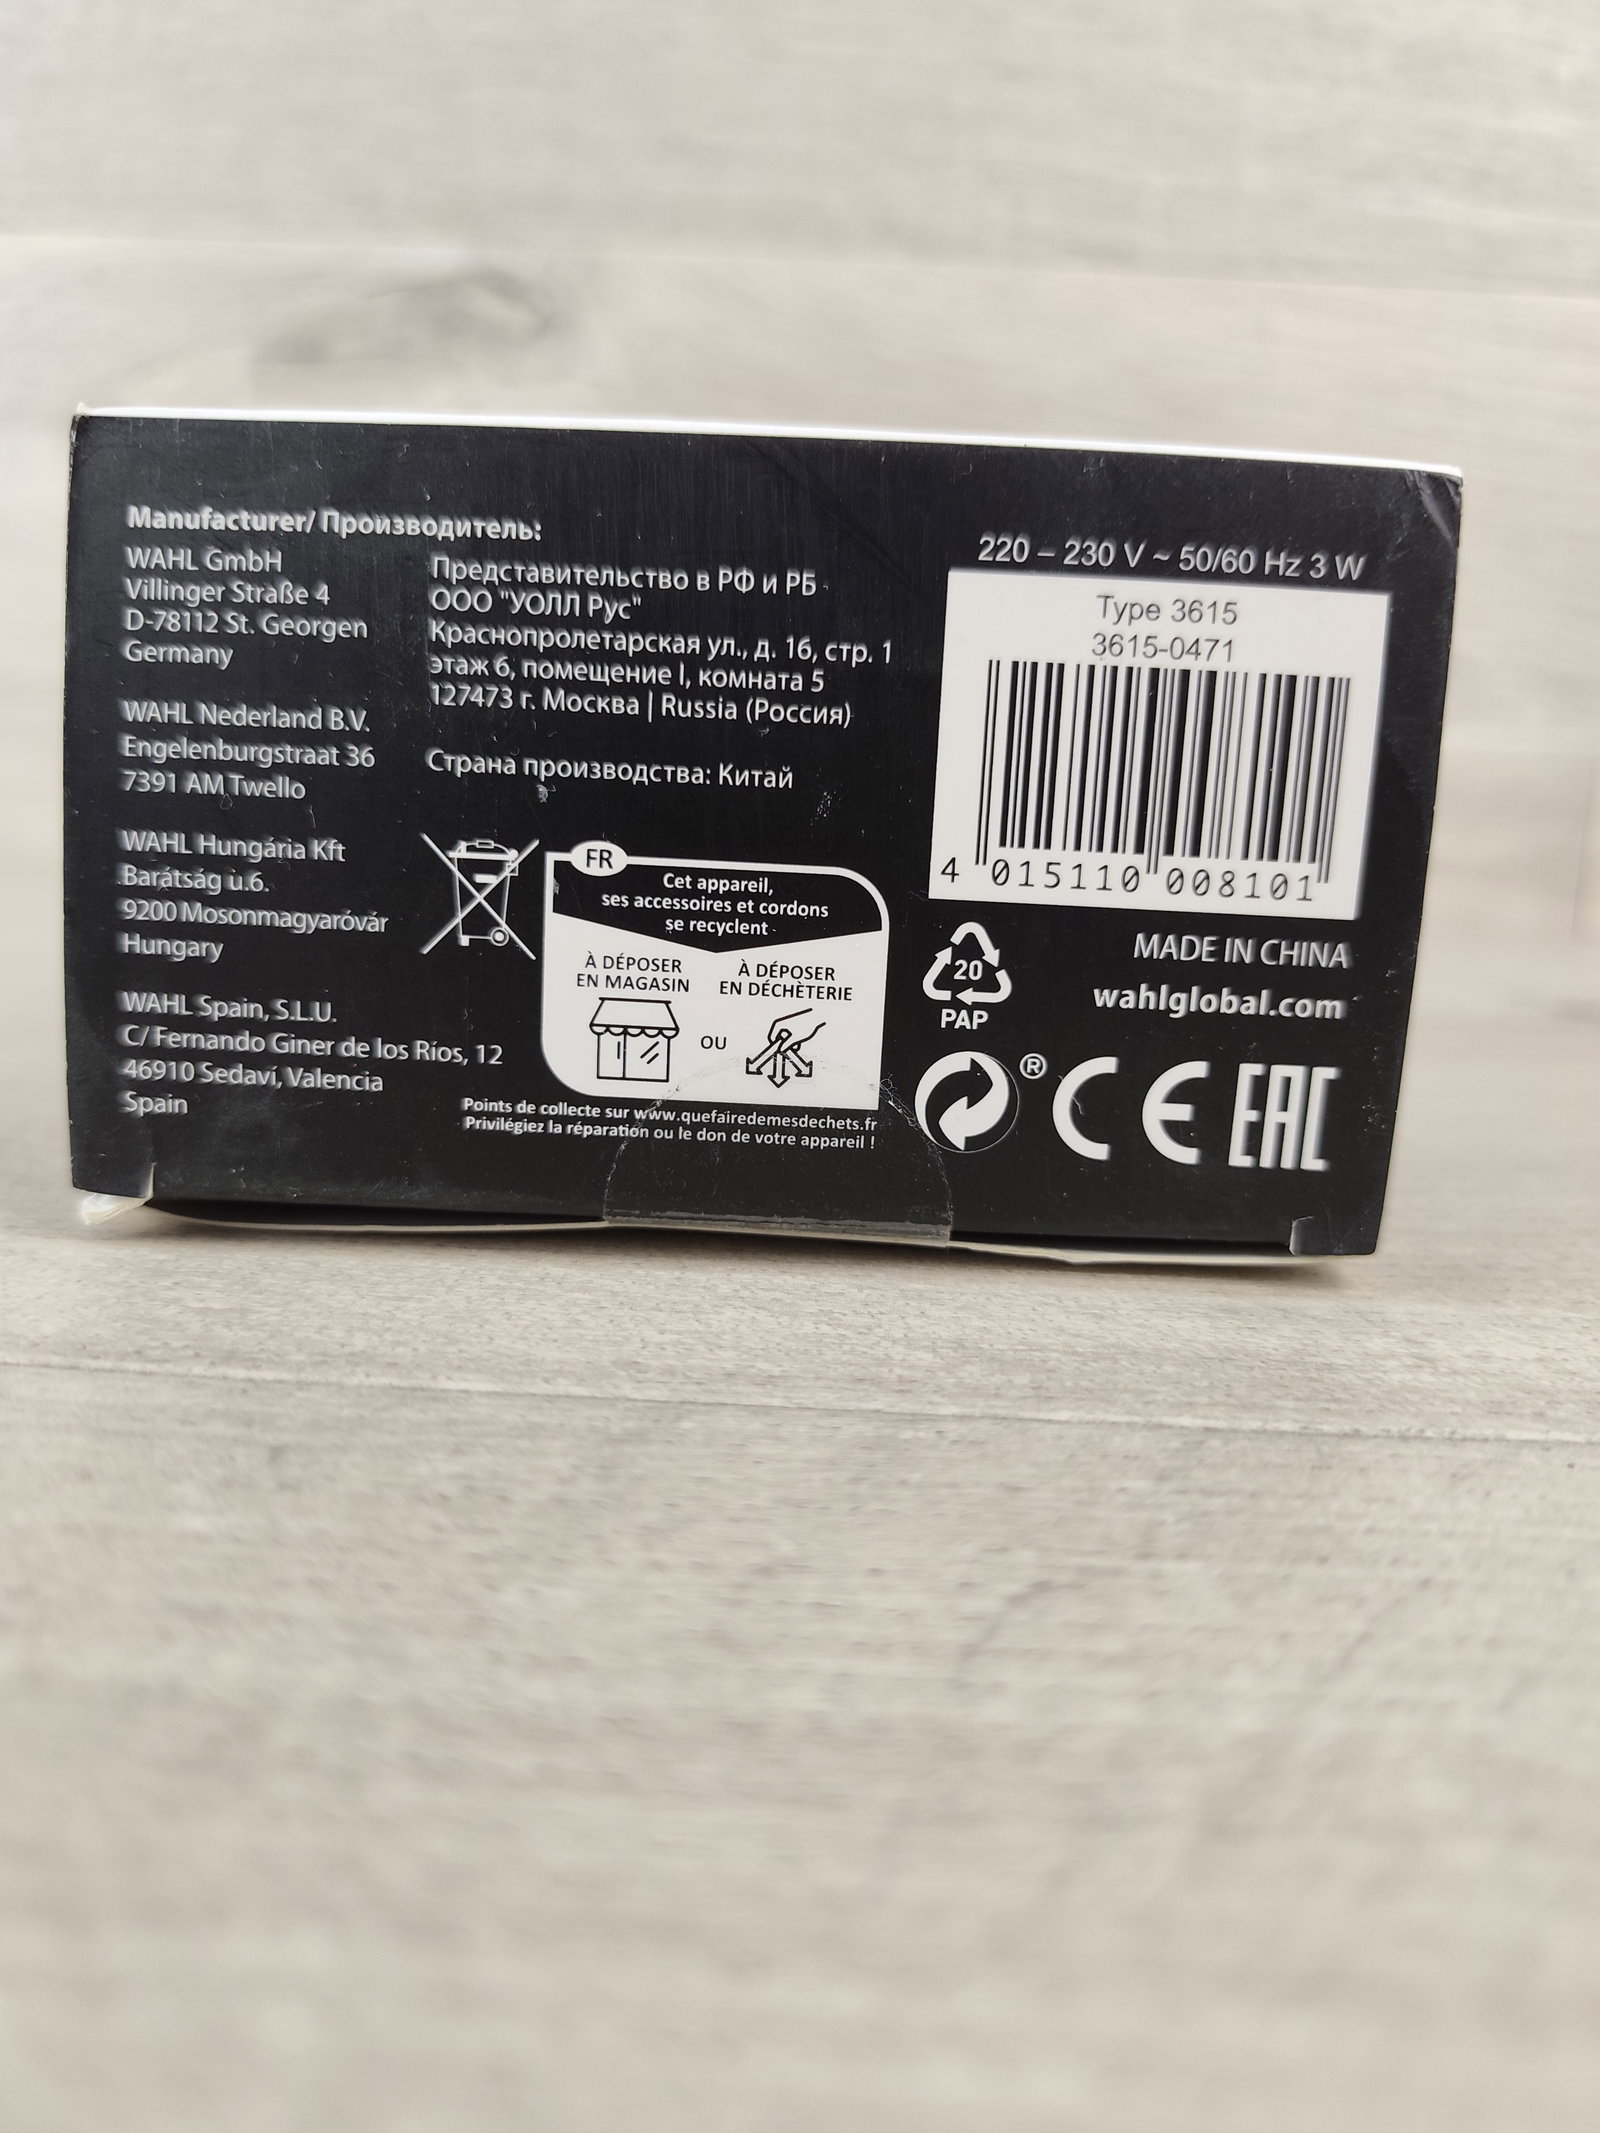 Manufacturer/ Производитель:
WAHL GmbH
Villinger Straße 4
D-78112 St. Georgen
Germany
WAHL Nederland B.V.
Engelenburgstraat 36
7391 AM Twello
WAHL Hungária Kft
Barátság u.6.
9200 Mosonmagyaróvár
Hungary
WAHL Spain, S.L.U.
C/ Fernando Giner de los Ríos, 12
46910 Sedaví, Valencia
Spain
Представительство в РФ и РБ -
ООО "УОЛЛ Рус"
Краснопролетарская ул., д. 16, стр. 1
этаж 6, помещение I, комната 5
127473 г. Москва | Russia (Россия)
Страна производства: Китай
FR
Cet appareil,
ses accessoires et cordons
se recyclent
À DÉPOSER
EN MAGASIN
OU
À DÉPOSER
EN DÉCHÈTERIE
Points de collecte sur www.quefairedemesdechets.fr
Privilégiez la réparation ou le don de votre appareil !
220 – 230 V ~ 50/60 Hz 3 W
Type 3615
3615-0471
4 015110 008101
20
PAP
MADE IN CHINA
wahlglobal.com
® CE EAC